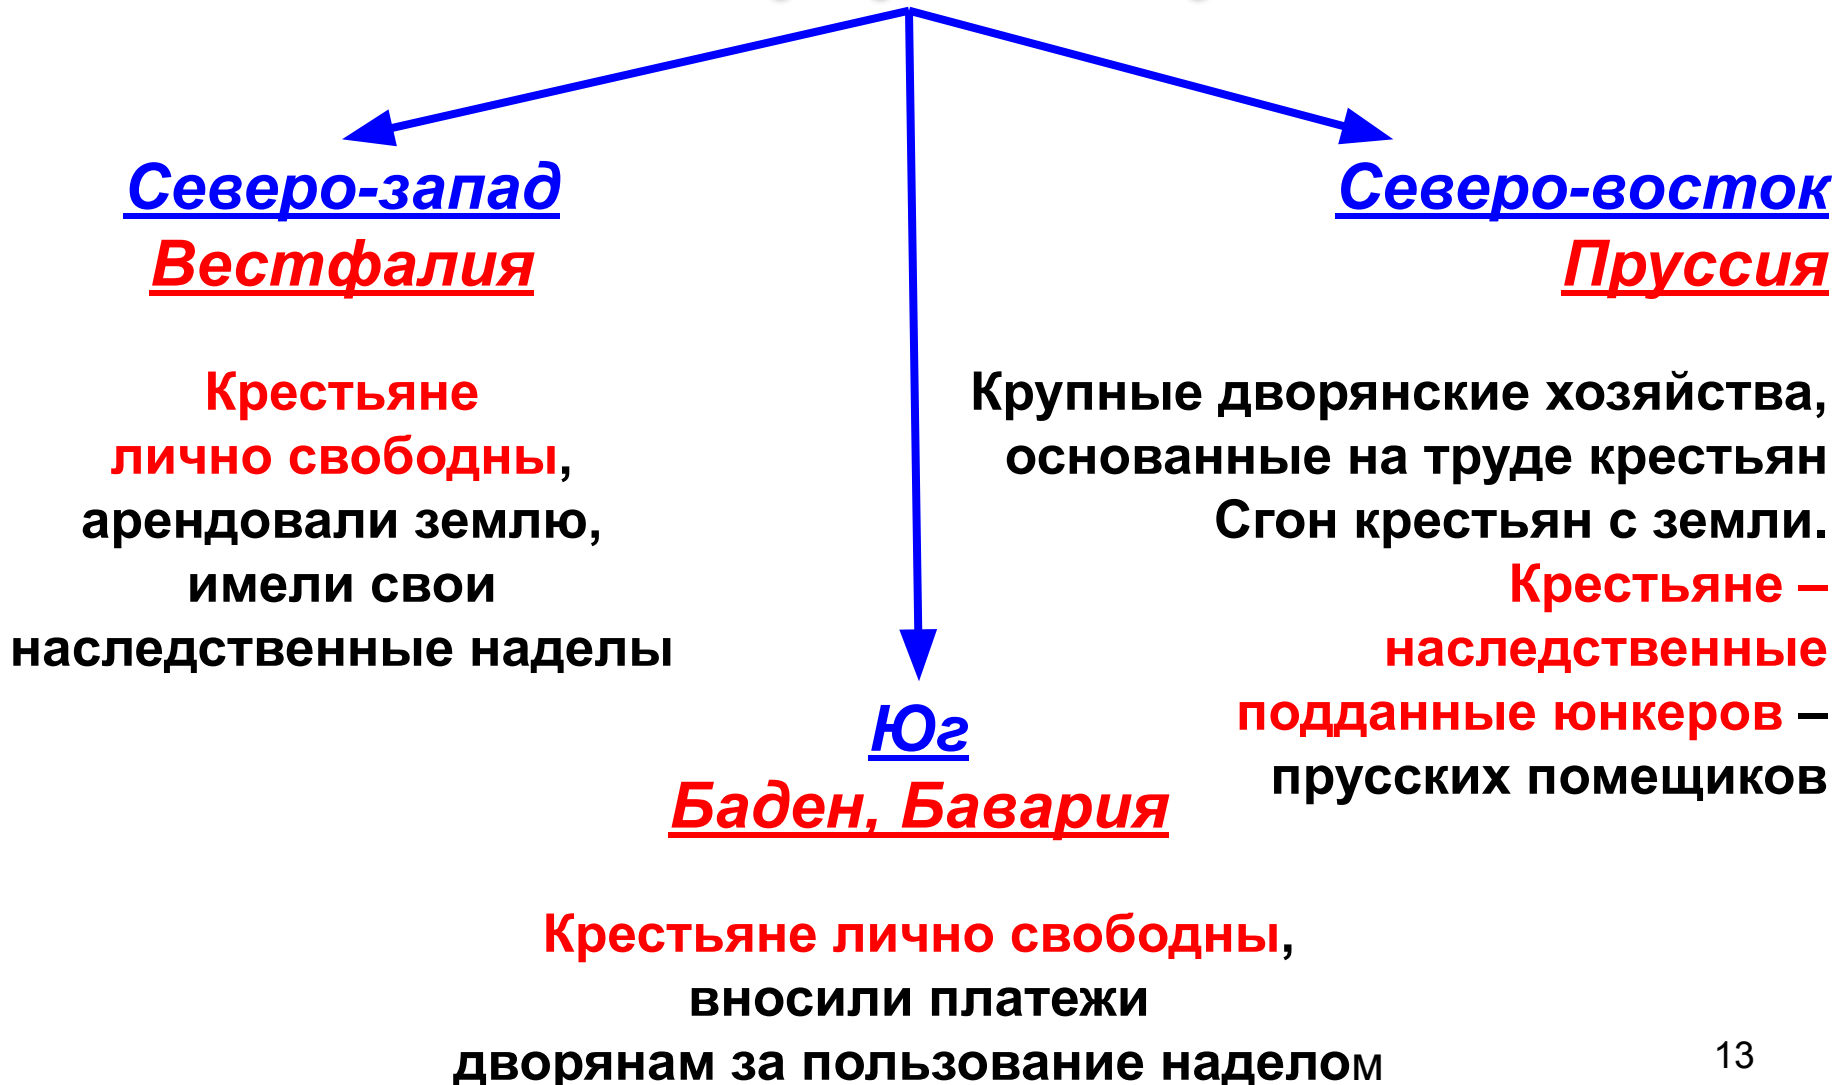 Северо-запад
Вестфалия
Крестьяне
лично свободны,
арендовали землю,
имели свои
наследственные наделы
Северо-восток
Пруссия
Крупные дворянские хозяйства,
основанные на труде крестьян
Сгон крестьян с земли.
Крестьяне –
наследственные
подданные юнкеров –
прусских помещиков
Юг
Баден, Бавария
Крестьяне лично свободны,
вносили платежи
дворянам за пользование наделом
13